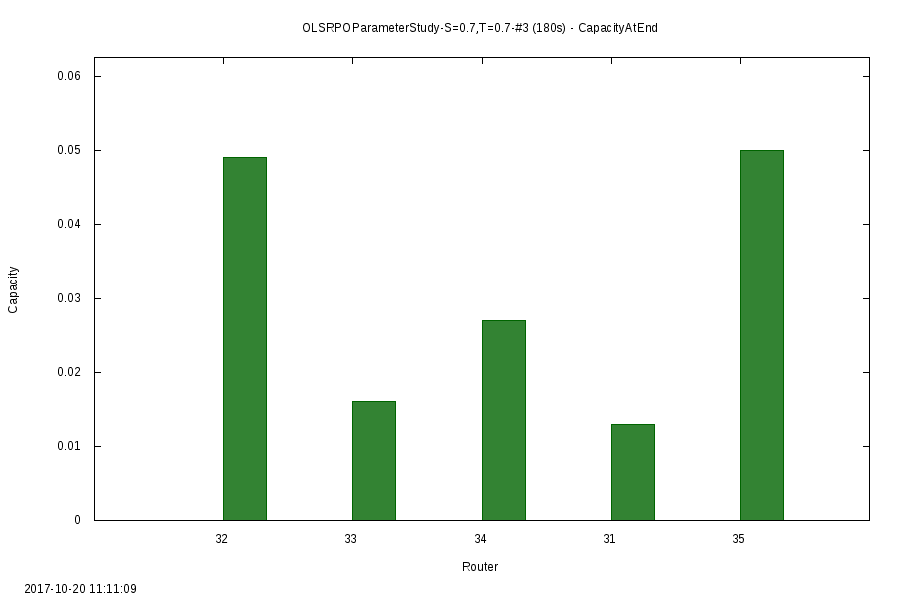 OLSRPOParameterStudy-S=0.7,T=0.7-#3 (180s) - CapacityAtEnd
0.06
0.05
0.04
0.03
0.02
0.01
0
Capacity
32 33 34 31 35
Router
2017-10-20 11:11:09